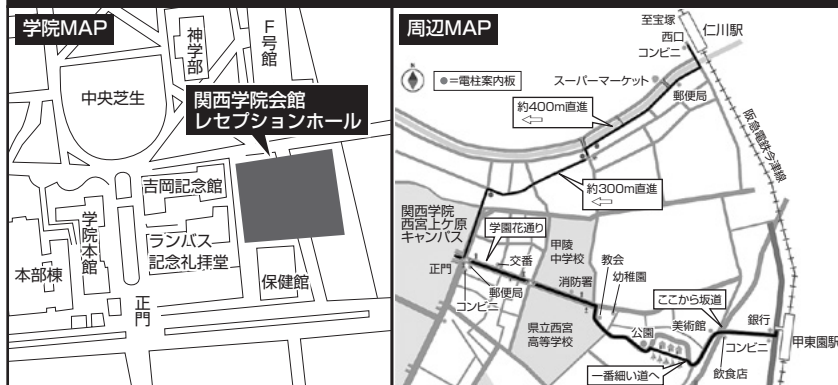 学院MAP
神学部
F号館
中央芝生
関西学院会館
レセプションホール
吉岡記念館
学院本館
ランバス
記念礼拝堂
本部棟
保健館
正門
周辺MAP
至宝塚
仁川駅
西口
コンビニ
●=電柱案内板
スーパーマーケット
郵便局
約400m直進
⇦
阪急電鉄今津線
約300m直進
⇦
関西学院
西宮上ケ原
キャンパス
学園花通り
甲陵
中学校
正門
交番
消防署
教会
幼稚園
郵便局
コンビニ
ここから坂道
県立西宮
高等学校
公園
美術館
銀行
甲東園駅
コンビニ
飲食店
一番細い道へ